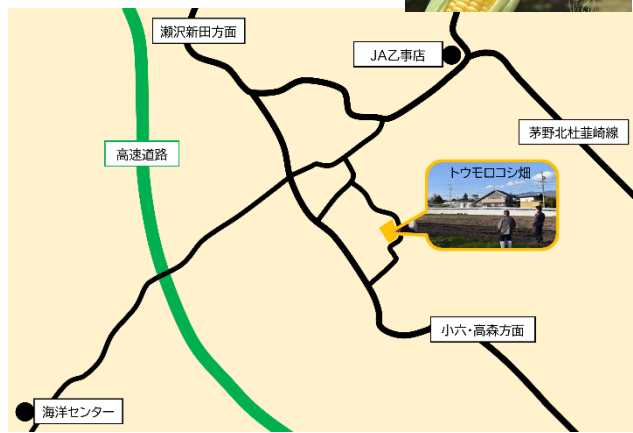 瀬沢新田方面
JA乙事店
高速道路
茅野北杜韮崎線
トウモロコシ畑
小六・高森方面
海洋センター